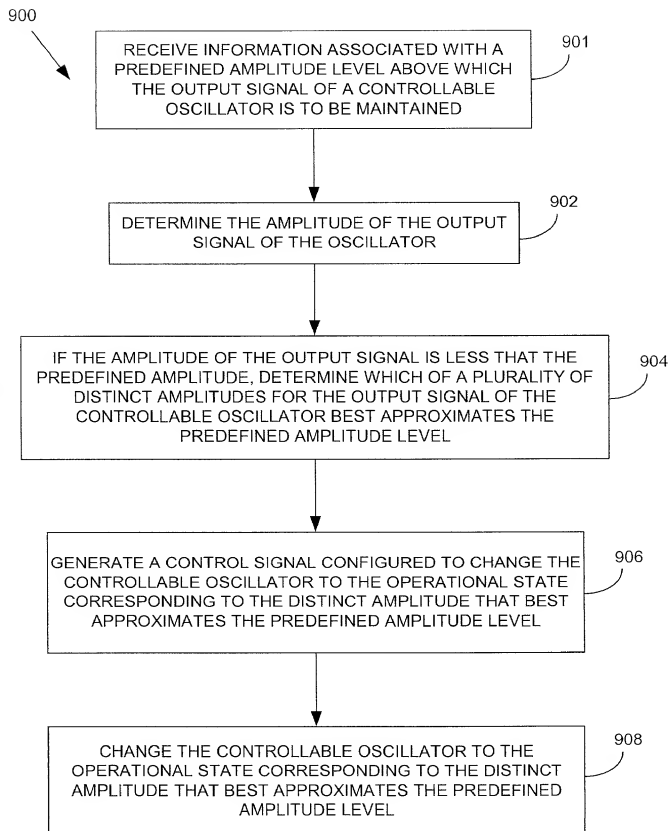 900
RECEIVE INFORMATION ASSOCIATED WITH A
PREDEFINED AMPLITUDE LEVEL ABOVE WHICH
THE OUTPUT SIGNAL OF A CONTROLLABLE
OSCILLATOR IS TO BE MAINTAINED
901
DETERMINE THE AMPLITUDE OF THE OUTPUT
SIGNAL OF THE OSCILLATOR
902
IF THE AMPLITUDE OF THE OUTPUT SIGNAL IS LESS THAT THE
PREDEFINED AMPLITUDE, DETERMINE WHICH OF A PLURALITY OF
DISTINCT AMPLITUDES FOR THE OUTPUT SIGNAL OF THE
CONTROLLABLE OSCILLATOR BEST APPROXIMATES THE
PREDEFINED AMPLITUDE LEVEL
904
GENERATE A CONTROL SIGNAL CONFIGURED TO CHANGE THE
CONTROLLABLE OSCILLATOR TO THE OPERATIONAL STATE
CORRESPONDING TO THE DISTINCT AMPLITUDE THAT BEST
APPROXIMATES THE PREDEFINED AMPLITUDE LEVEL
906
CHANGE THE CONTROLLABLE OSCILLATOR TO THE
OPERATIONAL STATE CORRESPONDING TO THE DISTINCT
AMPLITUDE THAT BEST APPROXIMATES THE PREDEFINED
AMPLITUDE LEVEL
908